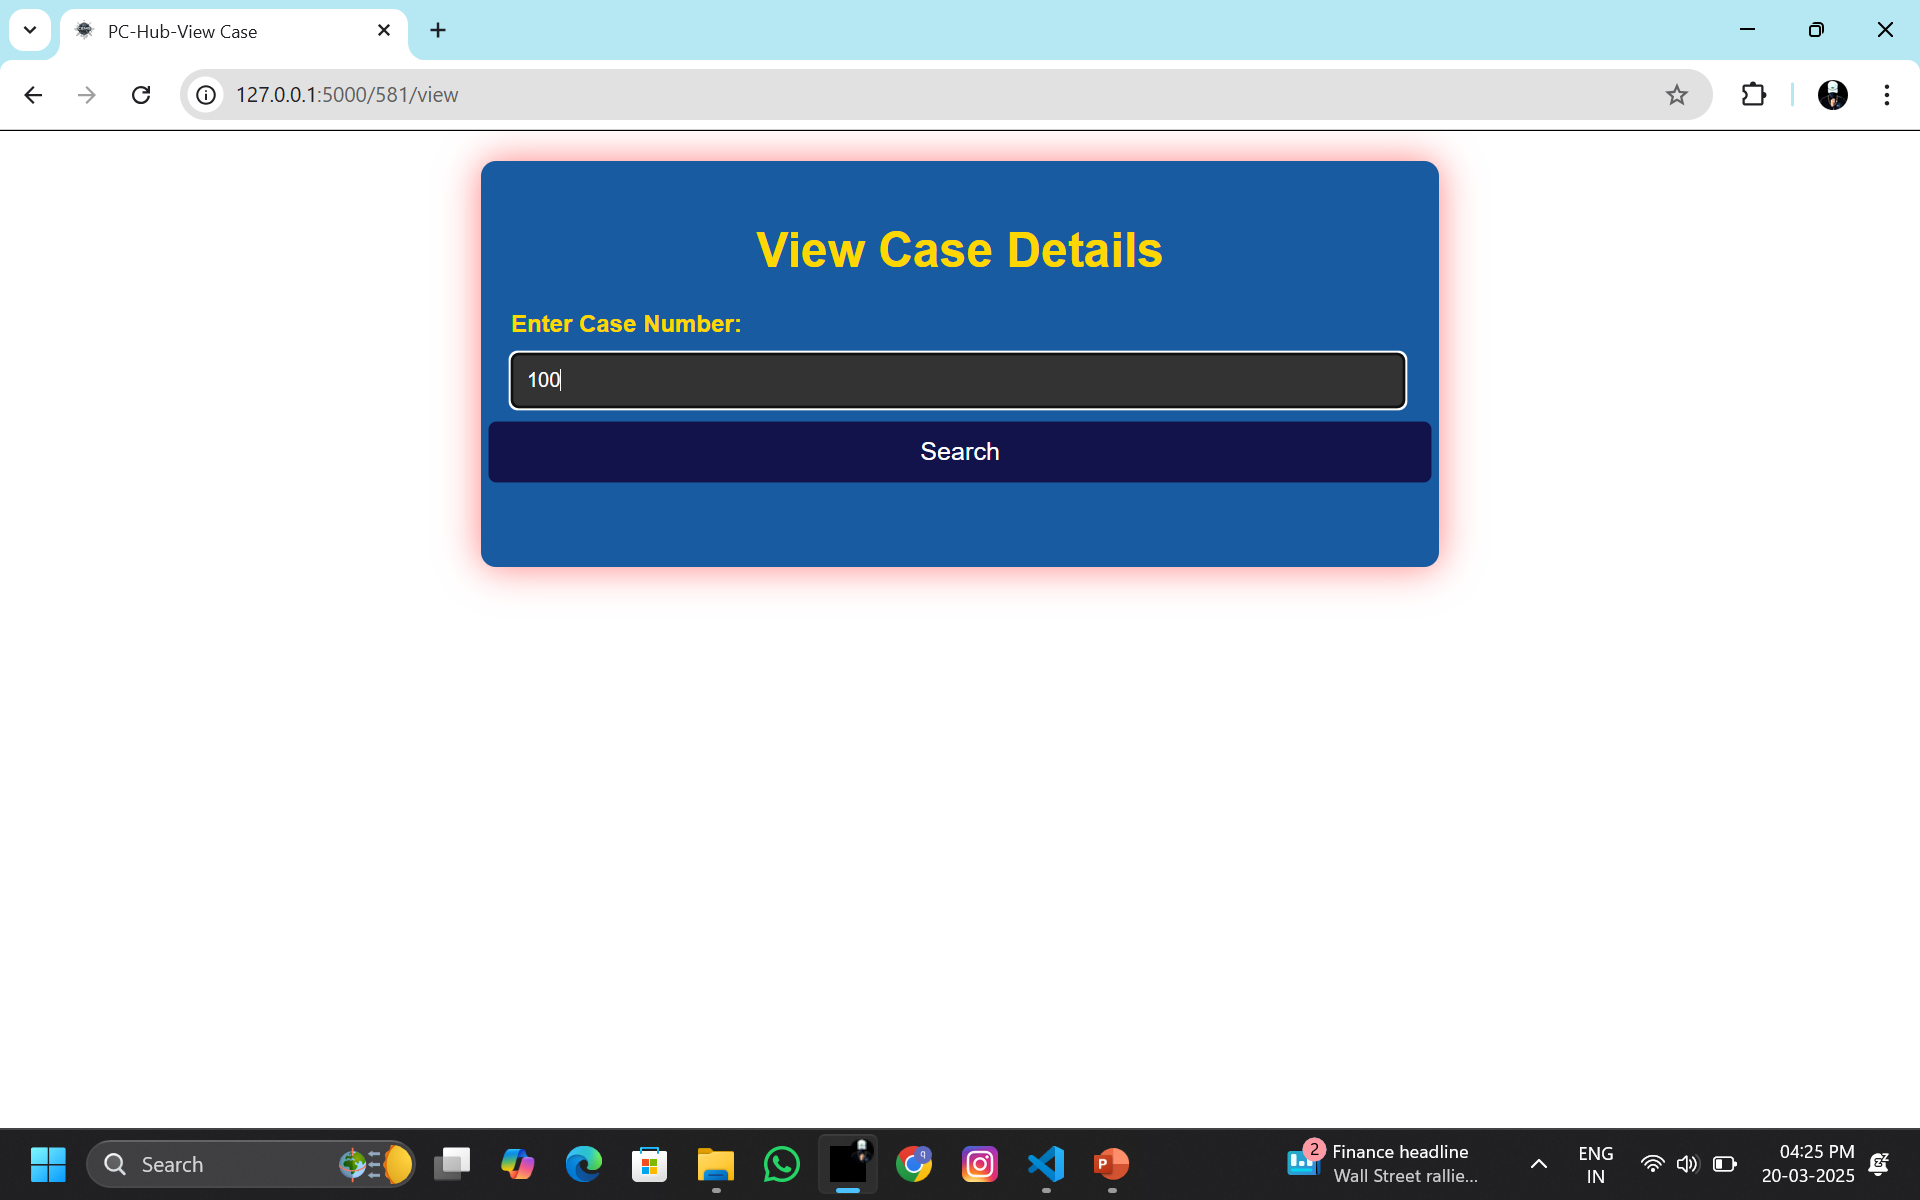 PC-Hub-View Case
127.0.0.1:5000/581/view
View Case Details
Enter Case Number:
100
Search
Search
2
Finance headline
Wall Street rallie...
ENG
IN
04:25 PM
20-03-2025